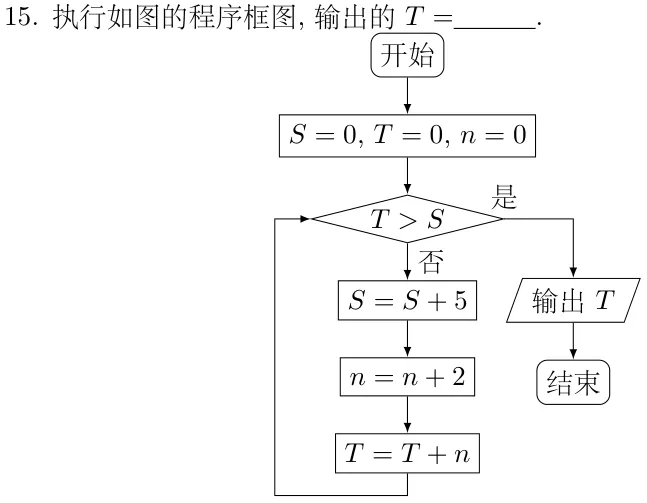 15. 执行如图的程序框图, 输出的 T =______.
开始
S = 0, T = 0, n = 0
T > S
是
否
S = S + 5
输出 T
n = n + 2
结束
T = T + n